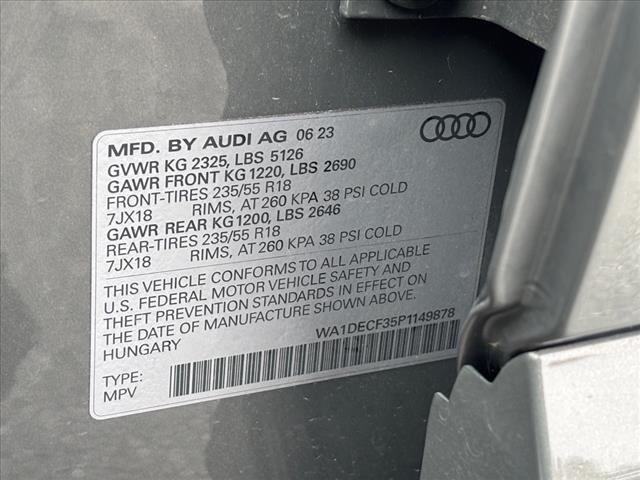 MFD. BY AUDI AG 06 23
GVWR KG 2325, LBS 5126
GAWR FRONT KG 1220, LBS 2690
FRONT-TIRES 235/55 R18
7JX18 RIMS, AT 260 KPA 38 PSI COLD
GAWR REAR KG 1200, LBS 2646
REAR-TIRES 235/55 R18
7JX18 RIMS, AT 260 KPA 38 PSI COLD
THIS VEHICLE CONFORMS TO ALL APPLICABLE
U.S. FEDERAL MOTOR VEHICLE SAFETY AND
THEFT PREVENTION STANDARDS IN EFFECT ON
THE DATE OF MANUFACTURE SHOWN ABOVE.
HUNGARY WA1DECF35P1149878
TYPE:
MPV